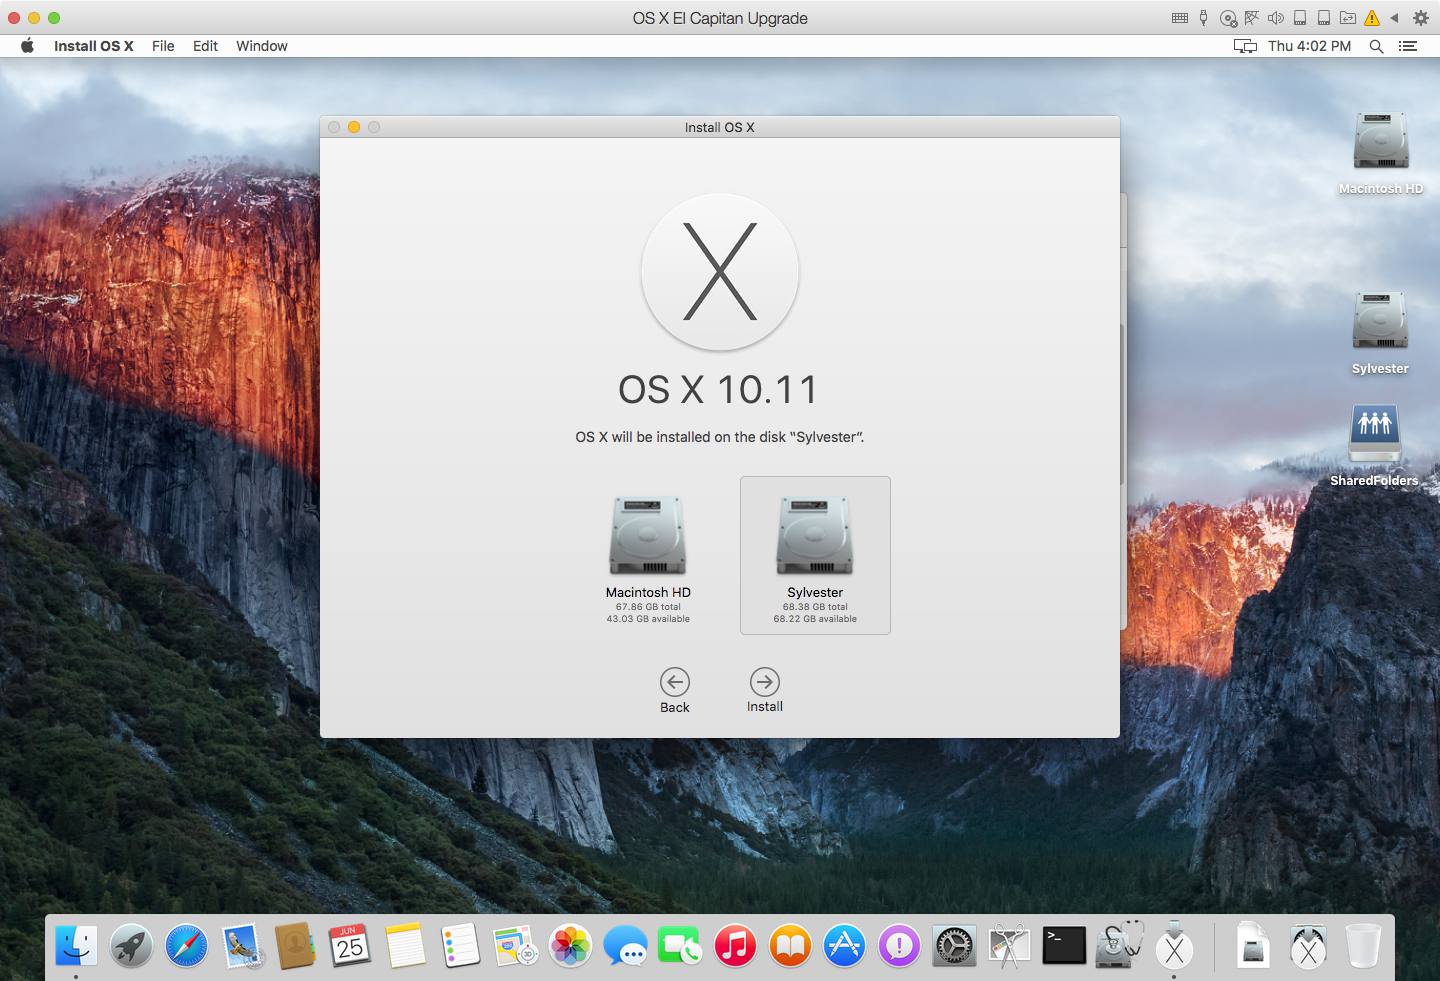 OS X El Capitan Upgrade
Install OS X File Edit Window Thu 4:02 PM
Install OS X
Macintosh HD
X
OS X 10.11
Sylvester
OS X will be installed on the disk “Sylvester”.
SharedFolders
Macintosh HD
67.86 GB total
43.03 GB available
Sylvester
68.38 GB total
68.22 GB available
Back
Install
JUN
25
280
3D
>_